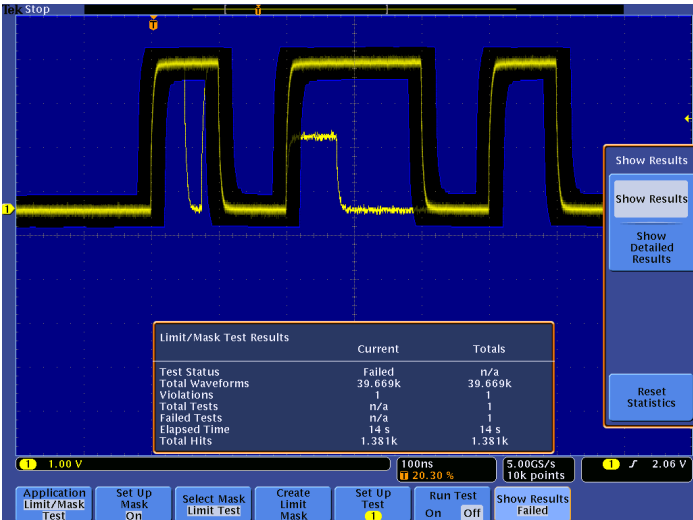 Tek Stop
T
T
1
Show Results
Show Results
Show
Detailed
Results
Reset
Statistics
Limit/Mask Test Results
Current Totals
Test Status Failed n/a
Total Waveforms 39.669k 39.669k
Violations 1 1
Total Tests n/a 1
Failed Tests n/a 1
Elapsed Time 14 s 14 s
Total Hits 1.381k 1.381k
1 1.00 V
100ns
T 20.30 %
5.00GS/s
10k points
1 2.06 V
Application
Limit/Mask
Test
Set Up
Mask
On
Select Mask
Limit Test
Create
Limit
Mask
Set Up
Test
1
Run Test
On Off
Show Results
Failed